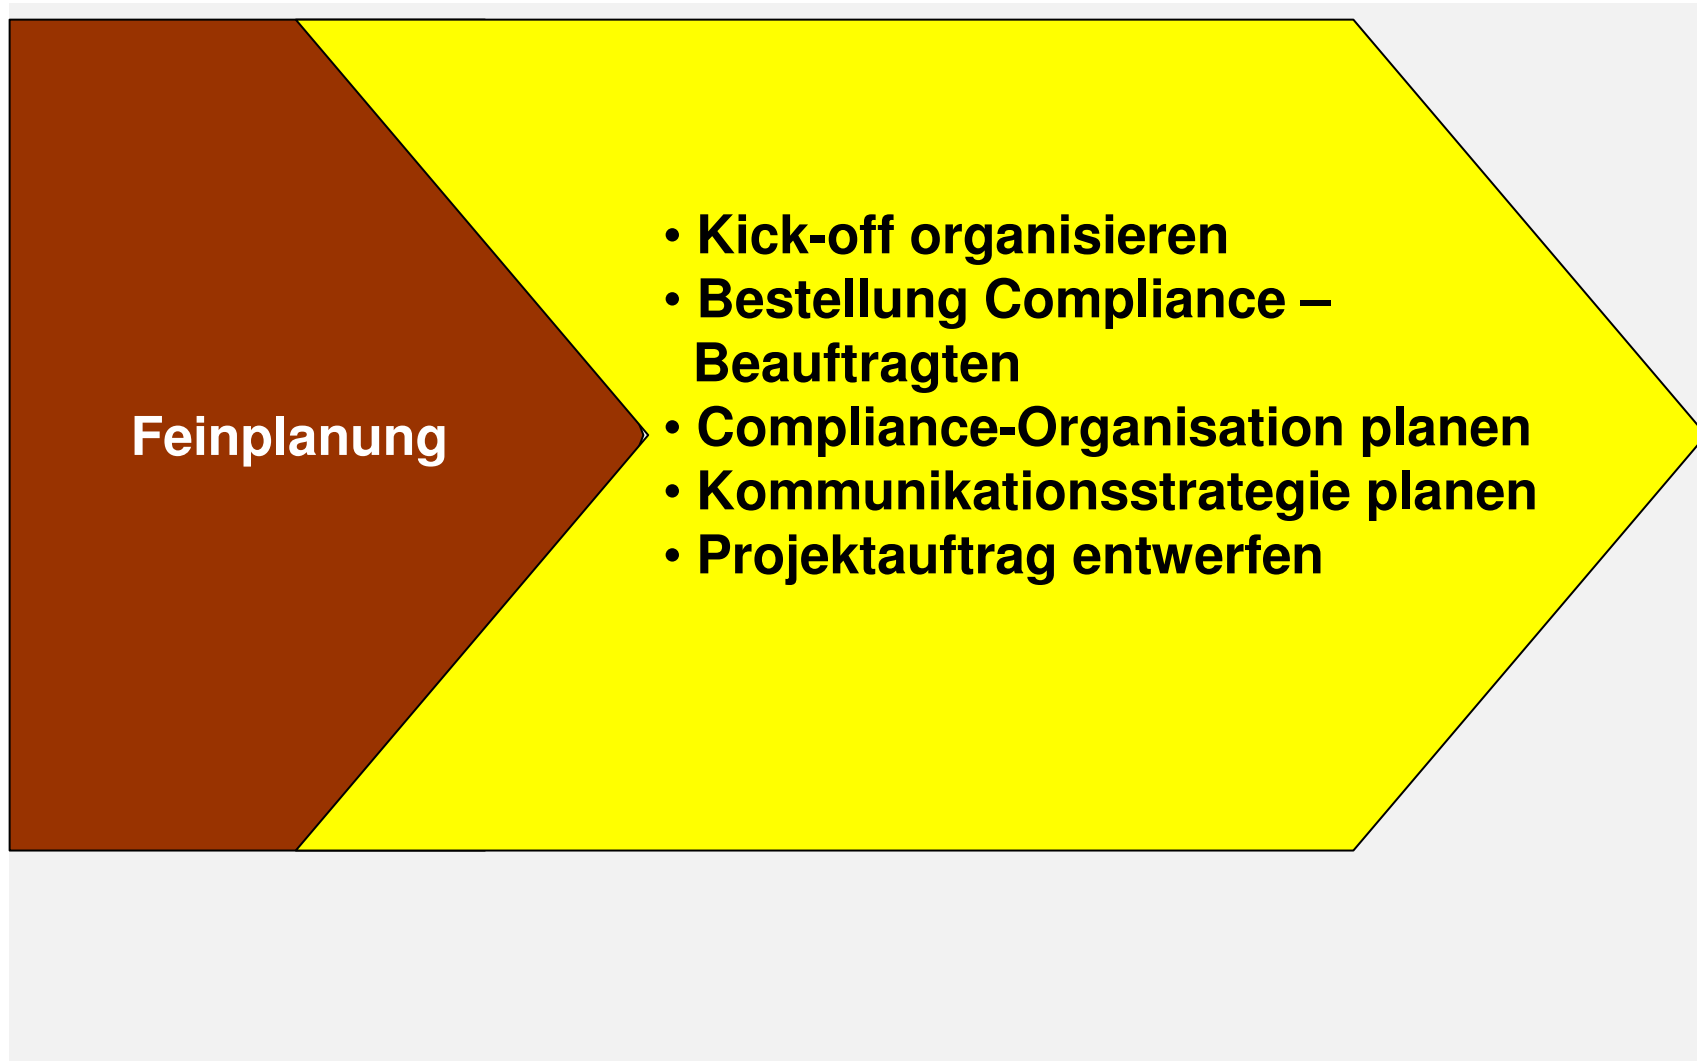 Feinplanung
• Kick-off organisieren
• Bestellung Compliance –
Beauftragten
• Compliance-Organisation planen
• Kommunikationsstrategie planen
• Projektauftrag entwerfen